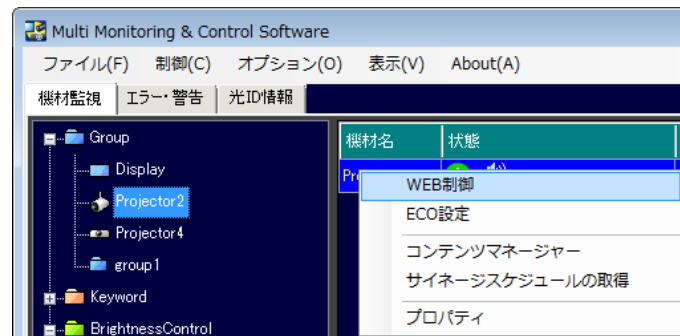 Multi Monitoring & Control Software
ファイル(F) 制御(C) オプション(O) 表示(V) About(A)
機材監視 エラー・警告 光ID情報
Group
Display
Projector2
Projector4
group1
Keyword
BrightnessControl
機材名 状態
WEB制御
ECO設定
コンテンツマネージャー
サイネージスケジュールの取得
プロパティ